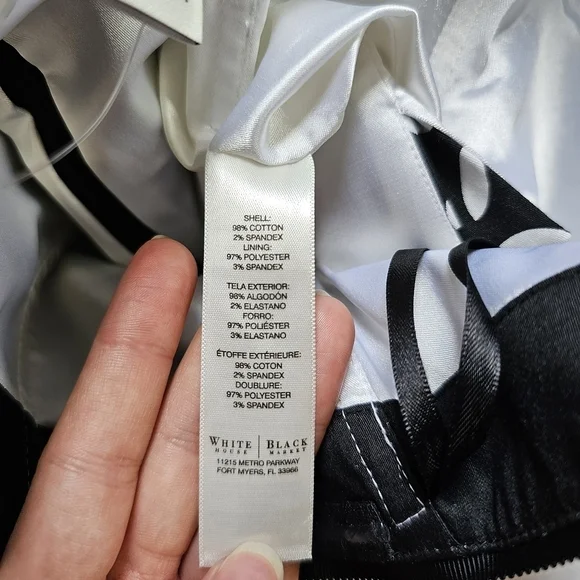 SHELL:
98% COTTON
2% SPANDEX
LINING:
97% POLYESTER
3% SPANDEX
TELA EXTERIOR:
98% ALGODÓN
2% ELASTANO
FORRO:
97% POLIÉSTER
3% ELASTANO
ÉTOFFE EXTÉRIEURE:
98% COTON
2% SPANDEX
DOUBLURE:
97% POLYESTER
3% SPANDEX
WHITE | BLACK
HOUSE | MARKET
11215 METRO PARKWAY
FORT MYERS, FL 33966